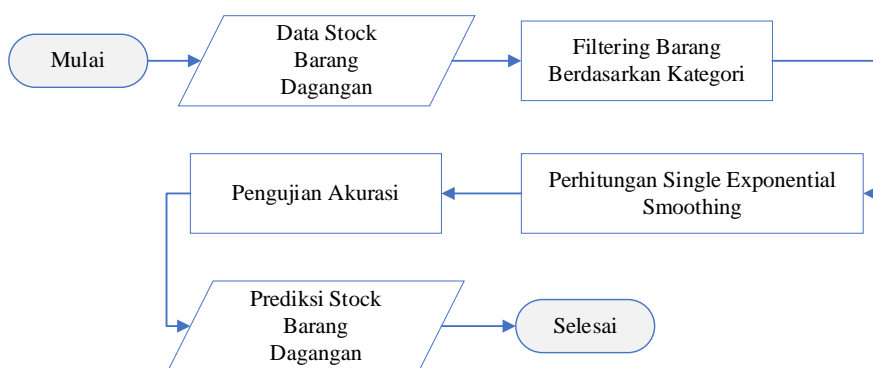 Mulai
Data Stock
Barang
Dagangan
Filtering Barang
Berdasarkan Kategori
Perhitungan Single Exponential
Smoothing
Pengujian Akurasi
Prediksi Stock
Barang
Dagangan
Selesai